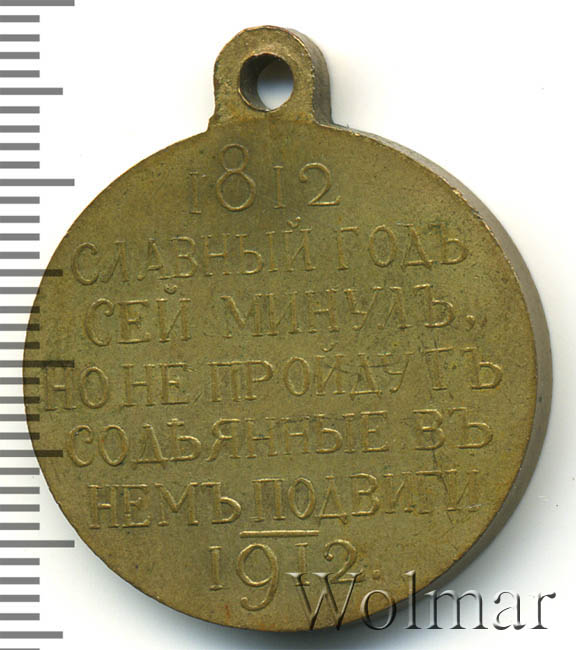 1812
СЛАВНЫЙ ГОДЪ
СЕЙ МИНУЛЪ,
НО НЕ ПРОЙДУТЪ
СОДѢЯННЫЕ ВЪ
НЕМЪ ПОДВИГИ
1912.
Wolmar